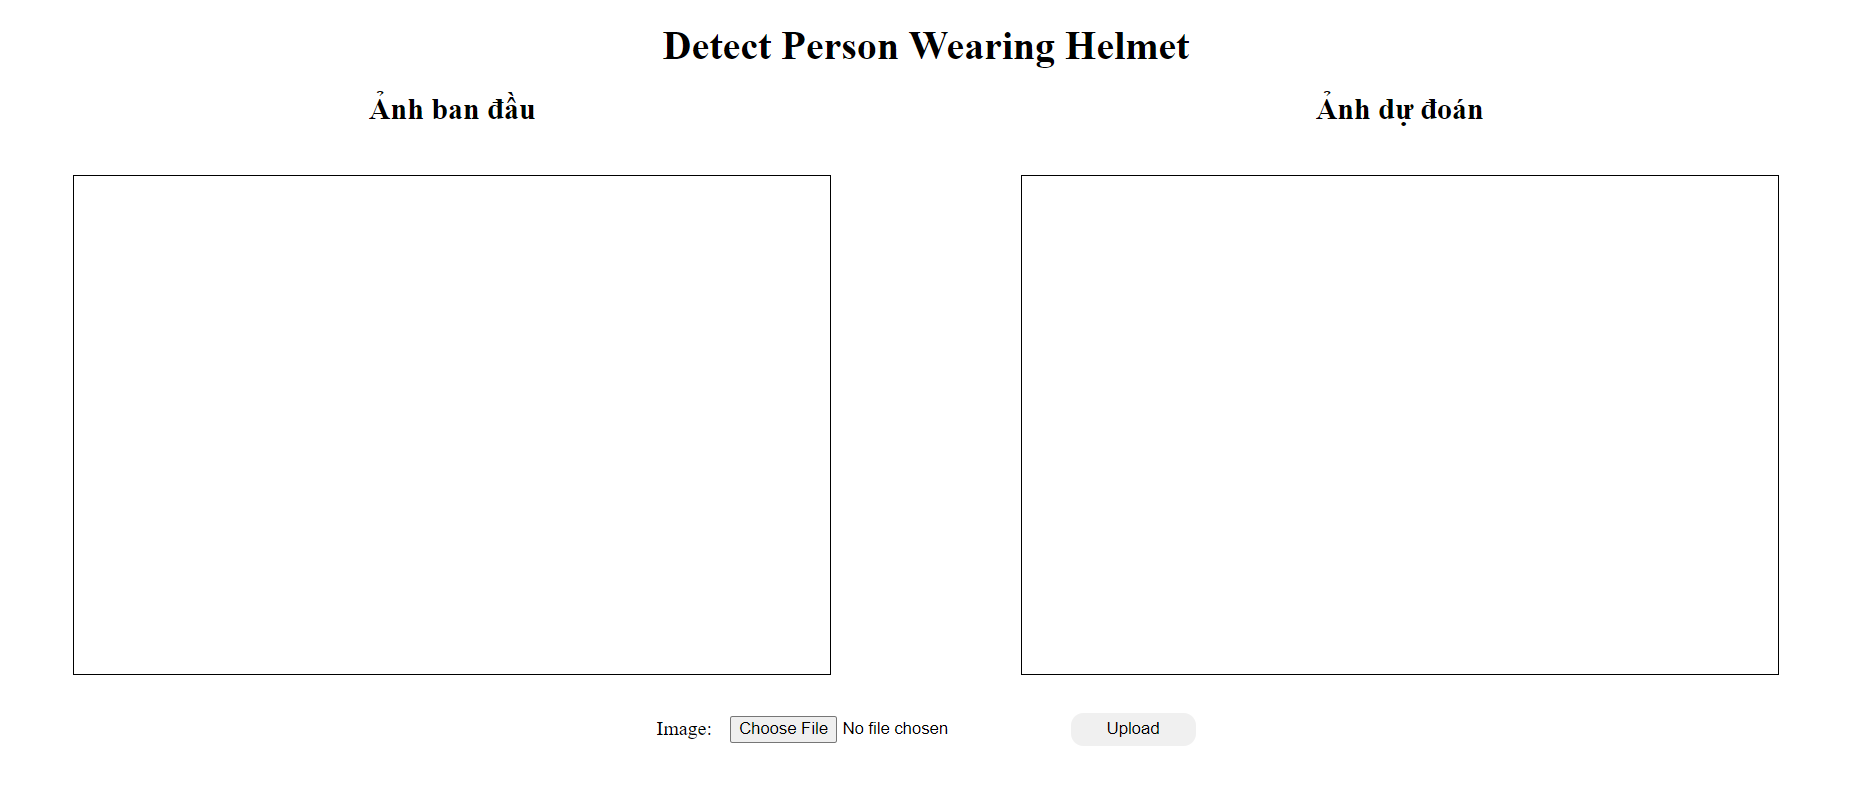 Detect Person Wearing Helmet
Ảnh ban đầu
Ảnh dự đoán
Image: Choose File No file chosen Upload